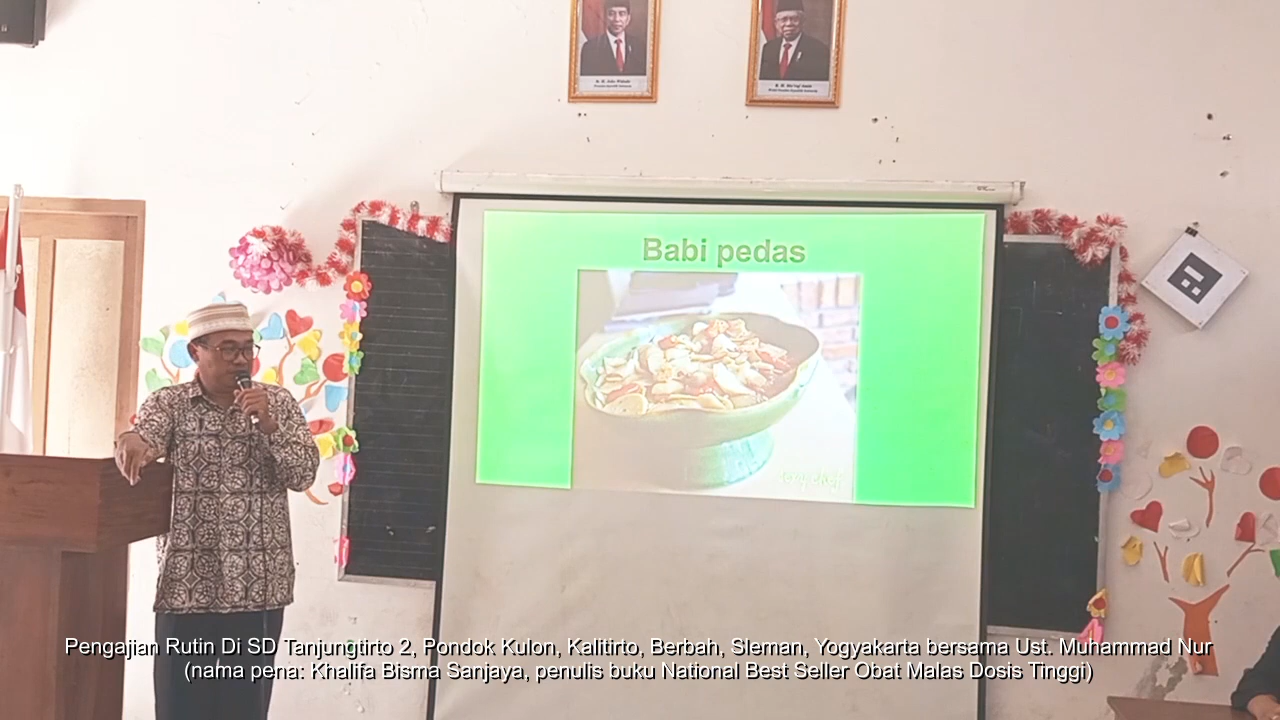 Babi pedas
Pengajian Rutin Di SD Tanjungtirto 2, Pondok Kulon, Kalitirto, Berbah, Sleman, Yogyakarta bersama Ust. Muhammad Nur
(nama pena: Khalifa Bisma Sanjaya, penulis buku National Best Seller Obat Malas Dosis Tinggi)